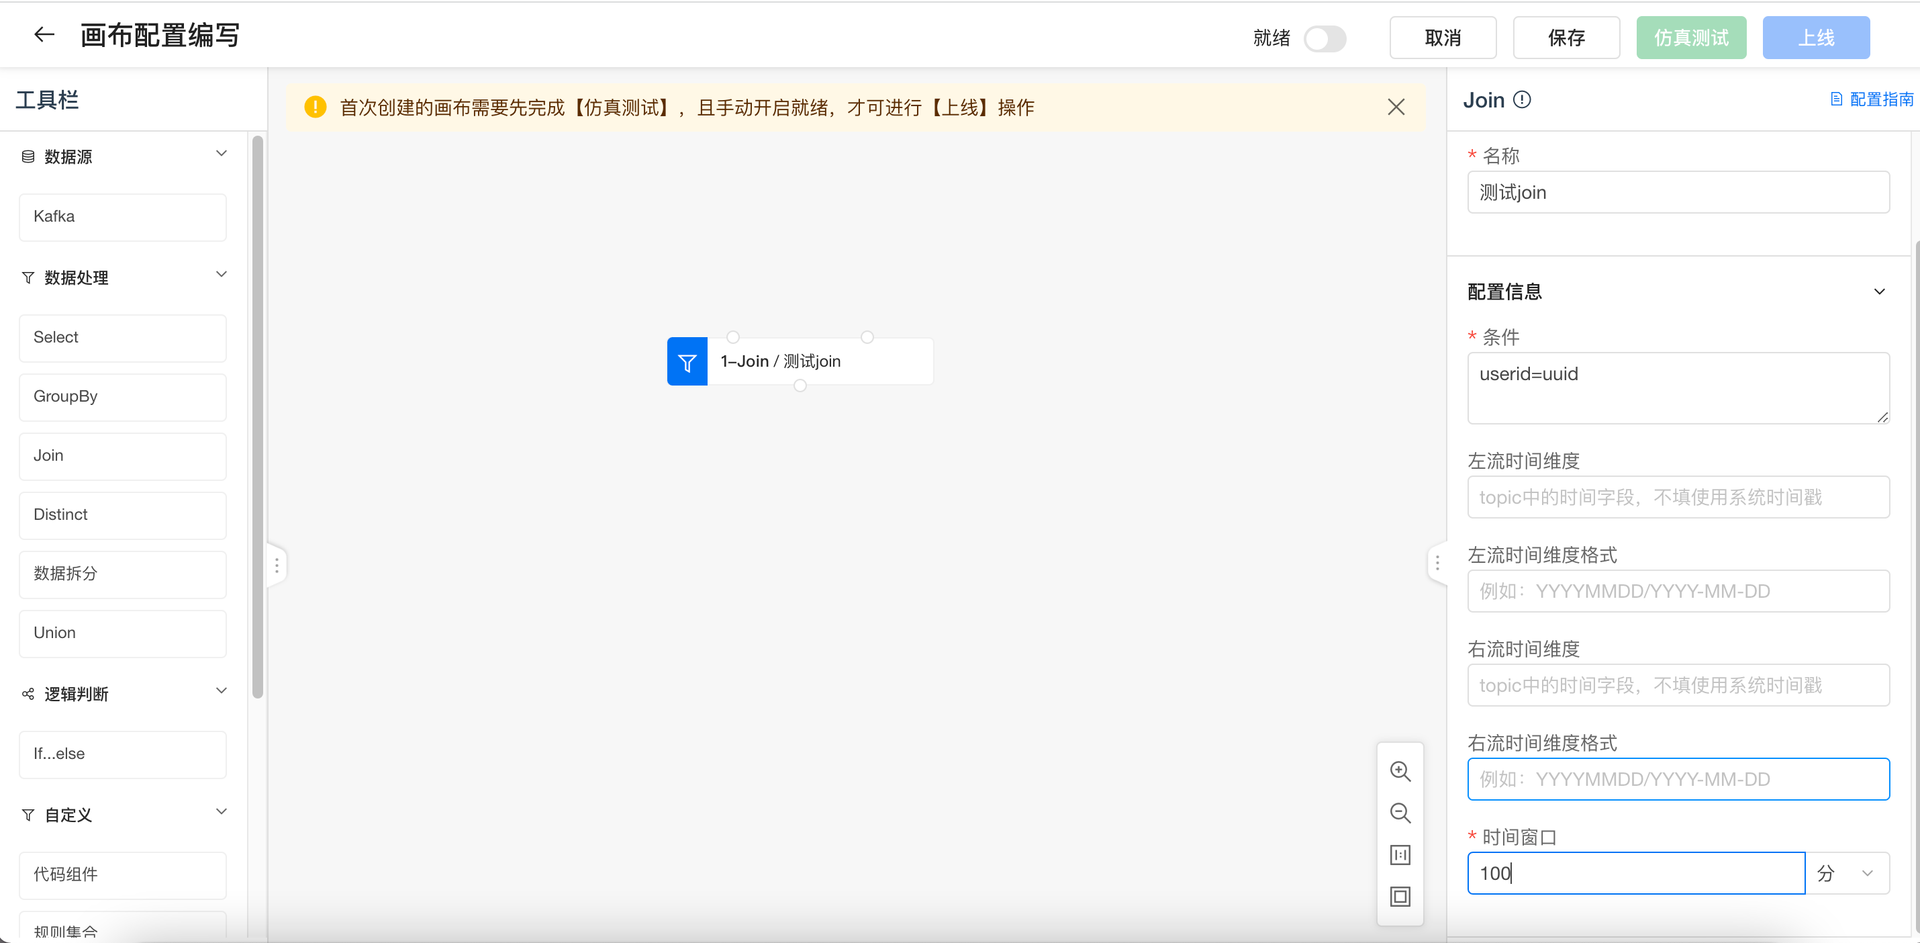 画布配置编写
就绪
取消
保存
仿真测试
上线
工具栏
数据源
Kafka
数据处理
Select
GroupBy
Join
Distinct
数据拆分
Union
逻辑判断
If...else
自定义
代码组件
规则集合
首次创建的画布需要先完成【仿真测试】，且手动开启就绪，才可进行【上线】操作
1-Join / 测试join
Join
配置指南
* 名称
测试join
配置信息
* 条件
userid=uuid
左流时间维度
topic中的时间字段，不填使用系统时间戳
左流时间维度格式
例如：YYYYMMDD/YYYY-MM-DD
右流时间维度
topic中的时间字段，不填使用系统时间戳
右流时间维度格式
例如：YYYYMMDD/YYYY-MM-DD
* 时间窗口
100 分